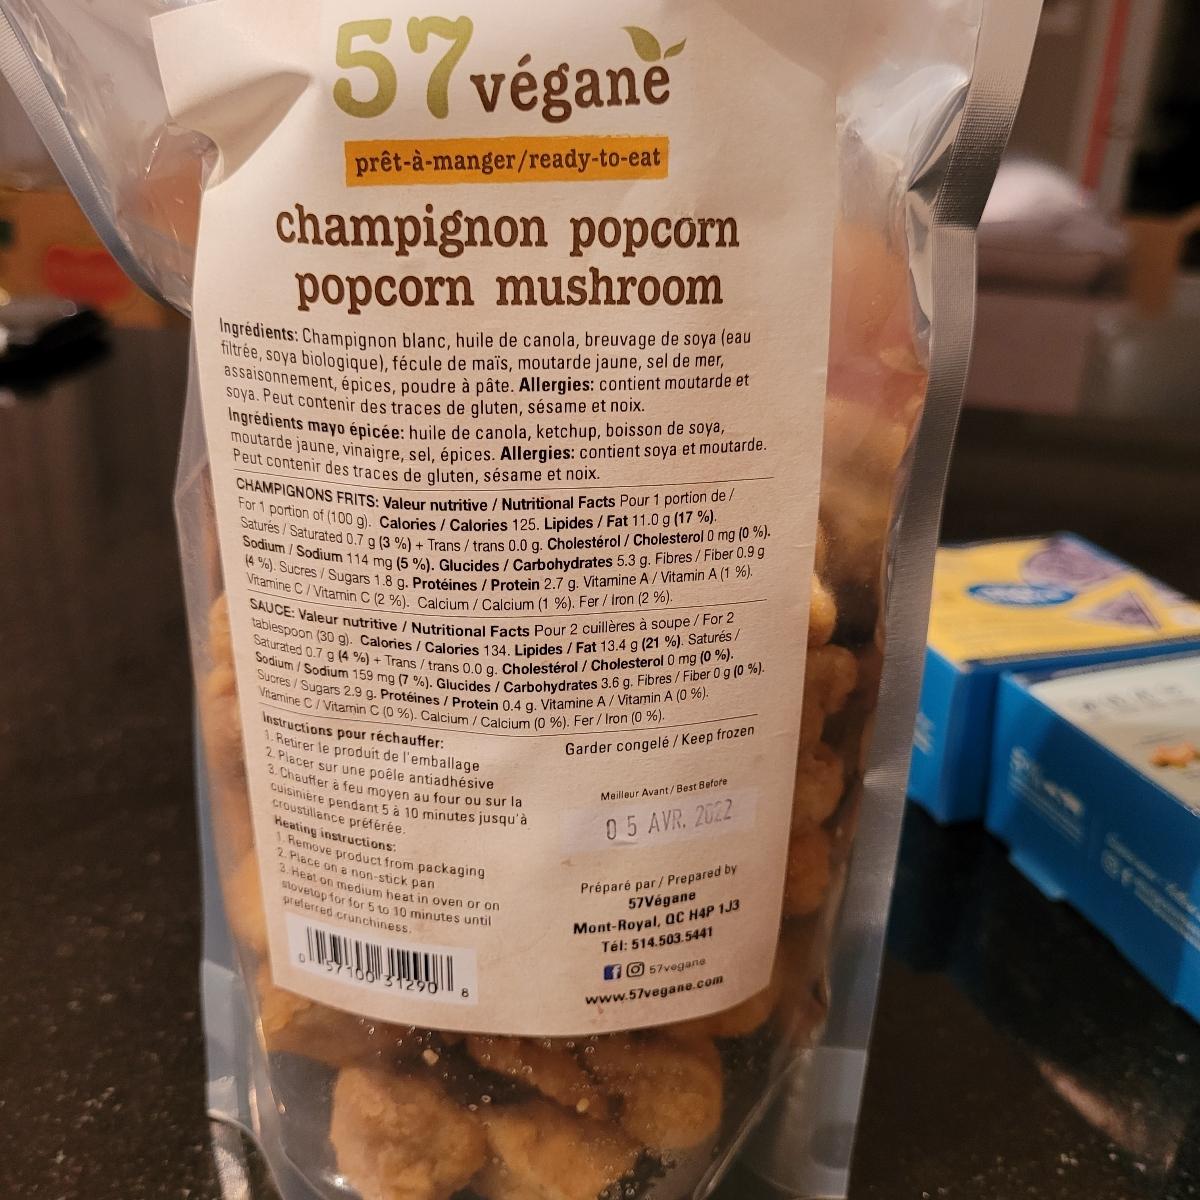 57 végane
prêt-à-manger/ready-to-eat
champignon popcorn
popcorn mushroom
Ingrédients: Champignon blanc, huile de canola, breuvage de soya (eau
filtrée, soya biologique), fécule de maïs, moutarde jaune, sel de mer,
assaisonnement, épices, poudre à pâte. Allergies: contient moutarde et
soya. Peut contenir des traces de gluten, sésame et noix.
Ingrédients mayo épicée: huile de canola, ketchup, boisson de soya,
moutarde jaune, vinaigre, sel, épices. Allergies: contient soya et moutarde.
Peut contenir des traces de gluten, sésame et noix.
CHAMPIGNONS FRITS: Valeur nutritive / Nutritional Facts Pour 1 portion de /
For 1 portion of (100 g). Calories / Calories 125. Lipides / Fat 11.0 g (17 %).
Saturés / Saturated 0.7 g (3 %) + Trans / trans 0.0 g. Cholestérol / Cholesterol 0 mg (0 %).
Sodium / Sodium 114 mg (5 %). Glucides / Carbohydrates 5.3 g. Fibres / Fiber 0.9 g
(4 %). Sucres / Sugars 1.8 g. Protéines / Protein 2.7 g. Vitamine A / Vitamin A (1 %).
Vitamine C / Vitamin C (2 %). Calcium / Calcium (1 %). Fer / Iron (2 %).
SAUCE: Valeur nutritive / Nutritional Facts Pour 2 cuillères à soupe / For 2
tablespoon (30 g). Calories / Calories 134. Lipides / Fat 13.4 g (21 %). Saturés /
Saturated 0.7 g (4 %) + Trans / trans 0.0 g. Cholestérol / Cholesterol 0 mg (0 %).
Sodium / Sodium 159 mg (7 %). Glucides / Carbohydrates 3.6 g. Fibres / Fiber 0 g (0 %).
Sucres / Sugars 2.9 g. Protéines / Protein 0.4 g. Vitamine A / Vitamin A (0 %).
Vitamine C / Vitamin C (0 %). Calcium / Calcium (0 %). Fer / Iron (0 %).
Instructions pour réchauffer:
1. Retirer le produit de l'emballage
2. Placer sur une poêle antiadhésive
3. Chauffer à feu moyen au four ou sur la
cuisinière pendant 5 à 10 minutes jusqu'à
croustillance préférée.
Heating instructions:
1. Remove product from packaging
2. Place on a non-stick pan
3. Heat on medium heat in oven or on
stovetop for for 5 to 10 minutes until
preferred crunchiness.
0 57100 31290 8
Garder congelé / Keep frozen
Meilleur Avant / Best Before
05 AVR. 2022
Préparé par / Prepared by
57Végane
Mont-Royal, QC H4P 1J3
Tél: 514.503.5441
57vegane
www.57vegane.com